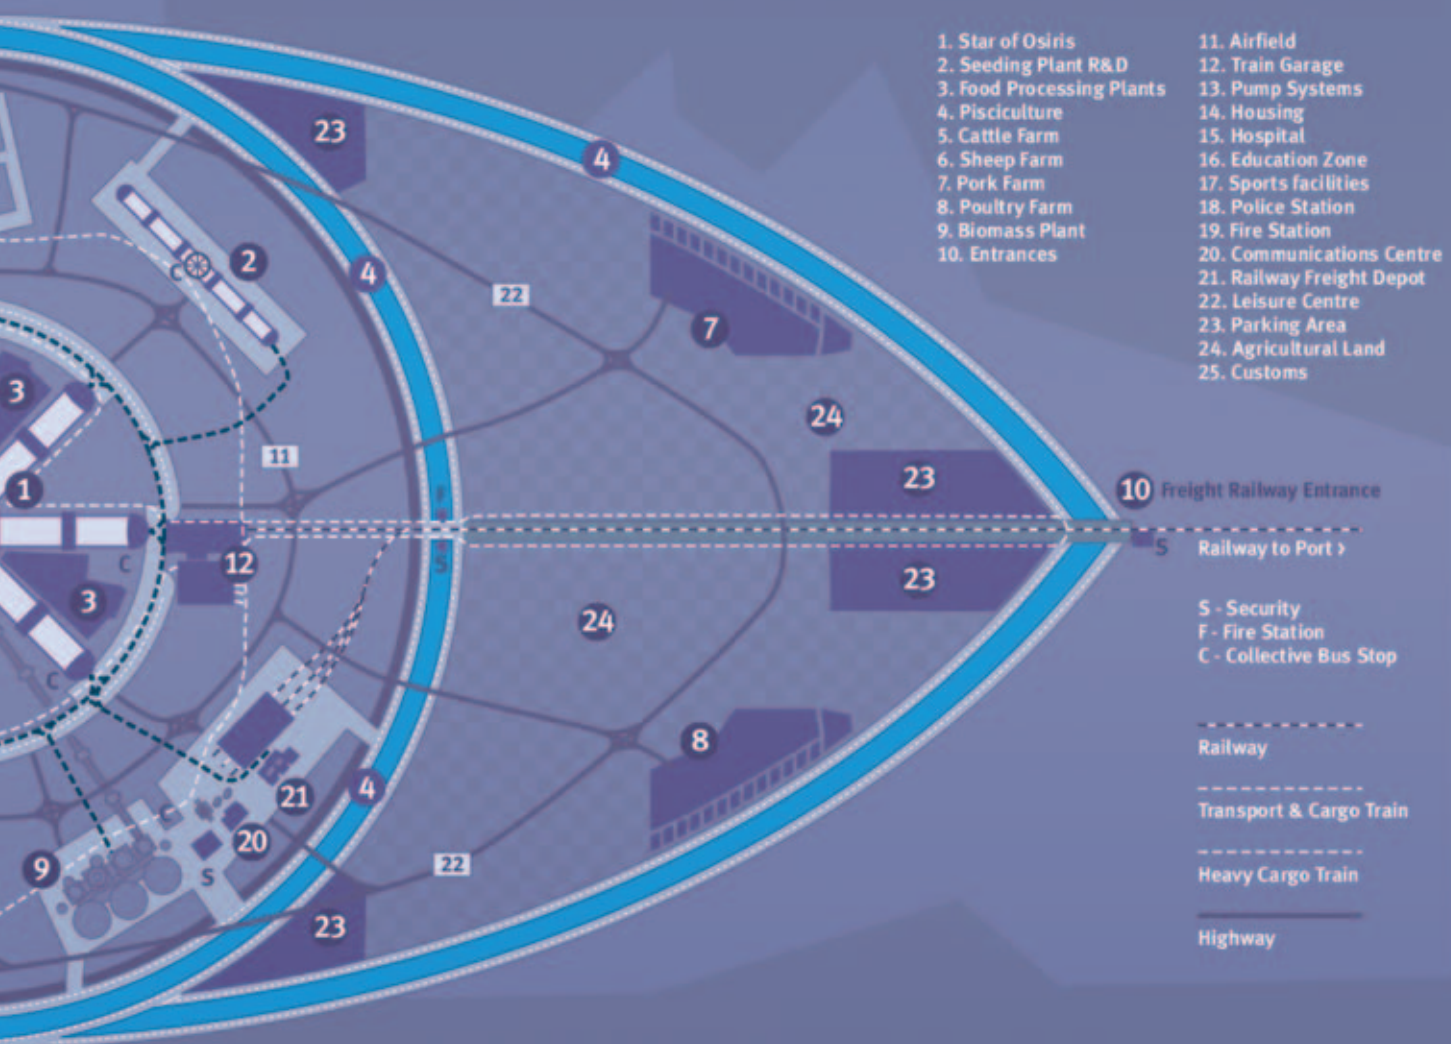 1. Star of Osiris
2. Seeding Plant R&D
3. Food Processing Plants
4. Pisciculture
5. Cattle Farm
6. Sheep Farm
7. Pork Farm
8. Poultry Farm
9. Biomass Plant
10. Entrances
11. Airfield
12. Train Garage
13. Pump Systems
14. Housing
15. Hospital
16. Education Zone
17. Sports facilities
18. Police Station
19. Fire Station
20. Communications Centre
21. Railway Freight Depot
22. Leisure Centre
23. Parking Area
24. Agricultural Land
25. Customs
23
4
2
C
4
22
7
3
24
11
1
23
10 Freight Railway Entrance
F
S
Railway to Port >
C
12
S
23
3
24
C
S - Security
F - Fire Station
C - Collective Bus Stop
8
Railway
21
4
C
Transport & Cargo Train
20
9
22
S
Heavy Cargo Train
23
Highway